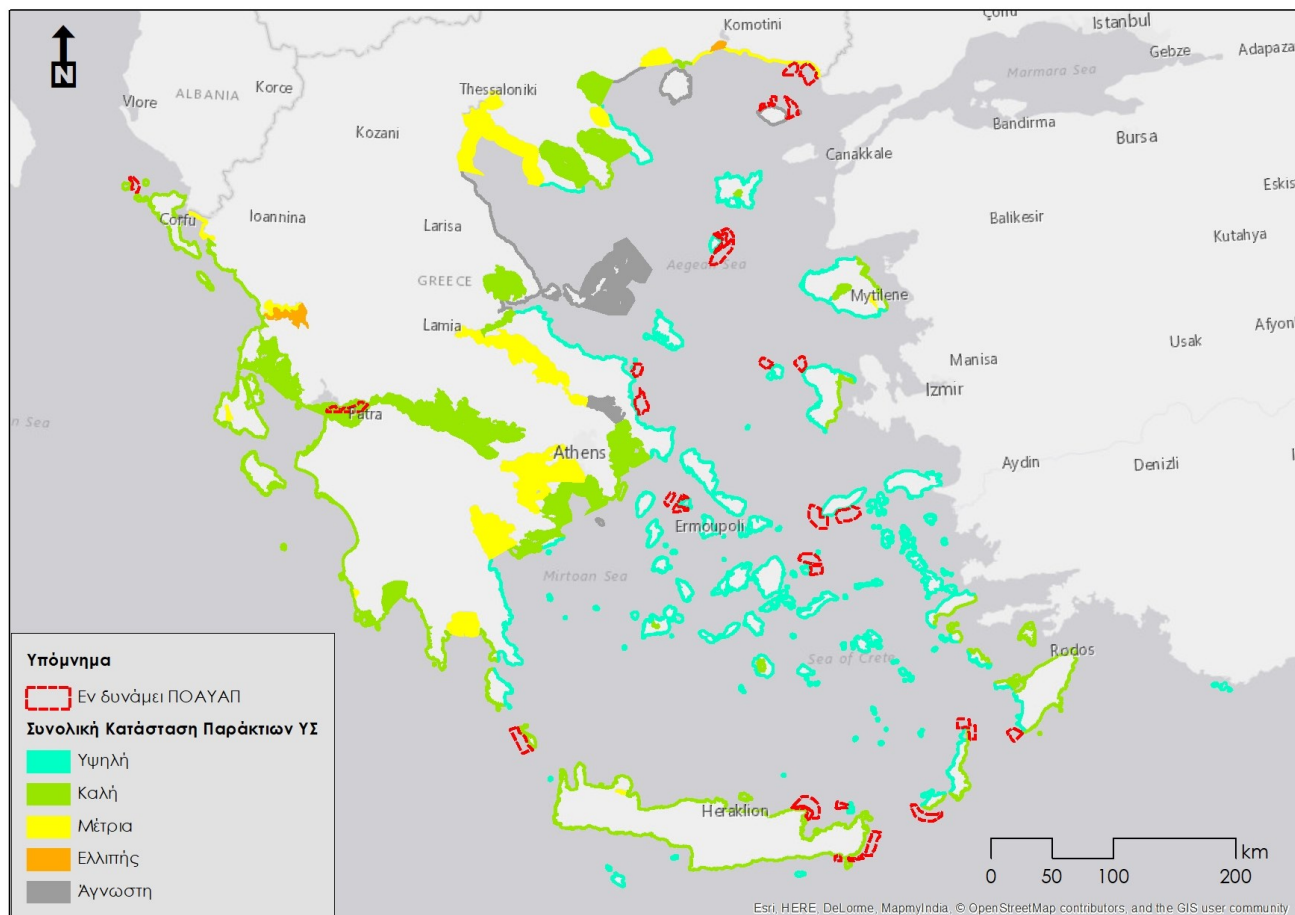 Komotini
Çorlu
Istanbul
Gebze
Adapaza
N
Marmara Sea
ALBANIA
Korce
Thessaloniki
Vlore
Kozani
Bandirma
Bursa
Canakkale
Eskis
Corfu
Ioannina
Larisa
Balikesir
Kutahya
Aegean Sea
GREECE
Mytilene
Lamia
Afyon
Usak
Manisa
Izmir
n Sea
Patra
Athens
Aydin
Denizli
Ermoupoli
Mirtoan Sea
Sea of Crete
Rodos
Heraklion
Υπόμνημα
Εν δυνάμει ΠΟΑΥΑΠ
Συνολική Κατάσταση Παράκτιων ΥΣ
Υψηλή
Καλή
Μέτρια
Ελλιπής
Άγνωστη
km
0 50 100 200
Esri, HERE, DeLorme, MapmyIndia, © OpenStreetMap contributors, and the GIS user community